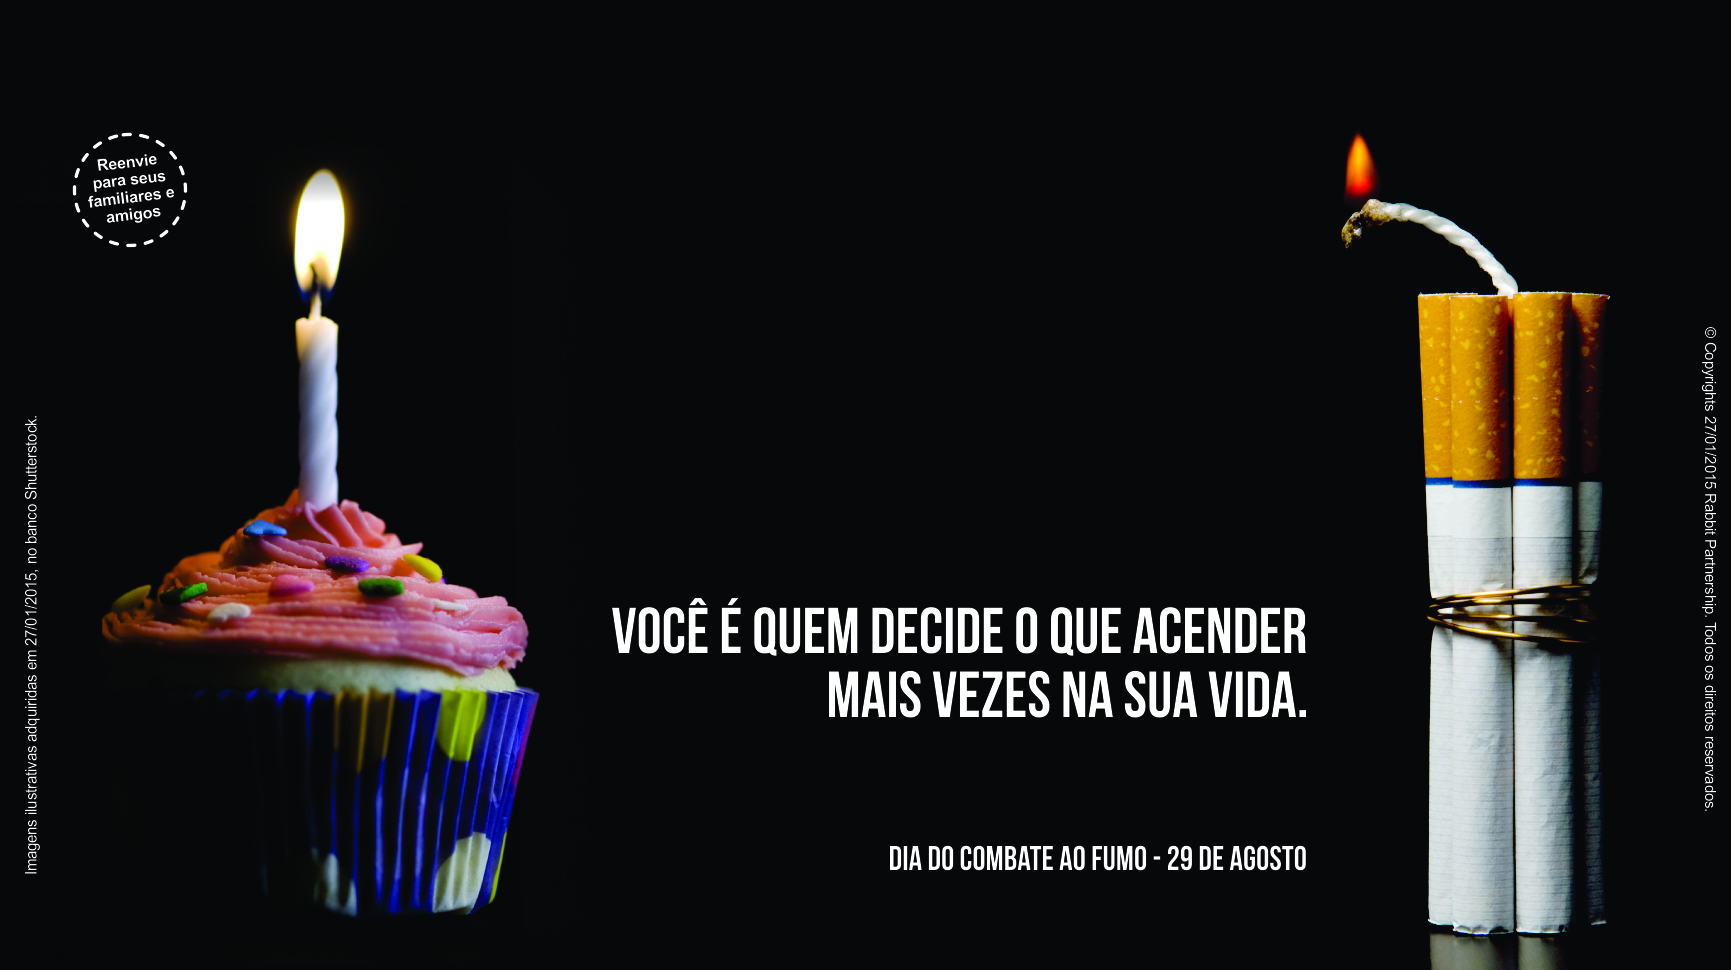 Reenvie
para seus
familiares e
amigos
VOCÊ É QUEM DECIDE O QUE ACENDER
MAIS VEZES NA SUA VIDA.
DIA DO COMBATE AO FUMO - 29 DE AGOSTO
Imagens ilustrativas adquiridas em 27/01/2015, no banco Shutterstock.
© Copyrights 27/01/2015 Rabbit Partnership. Todos os direitos reservados.